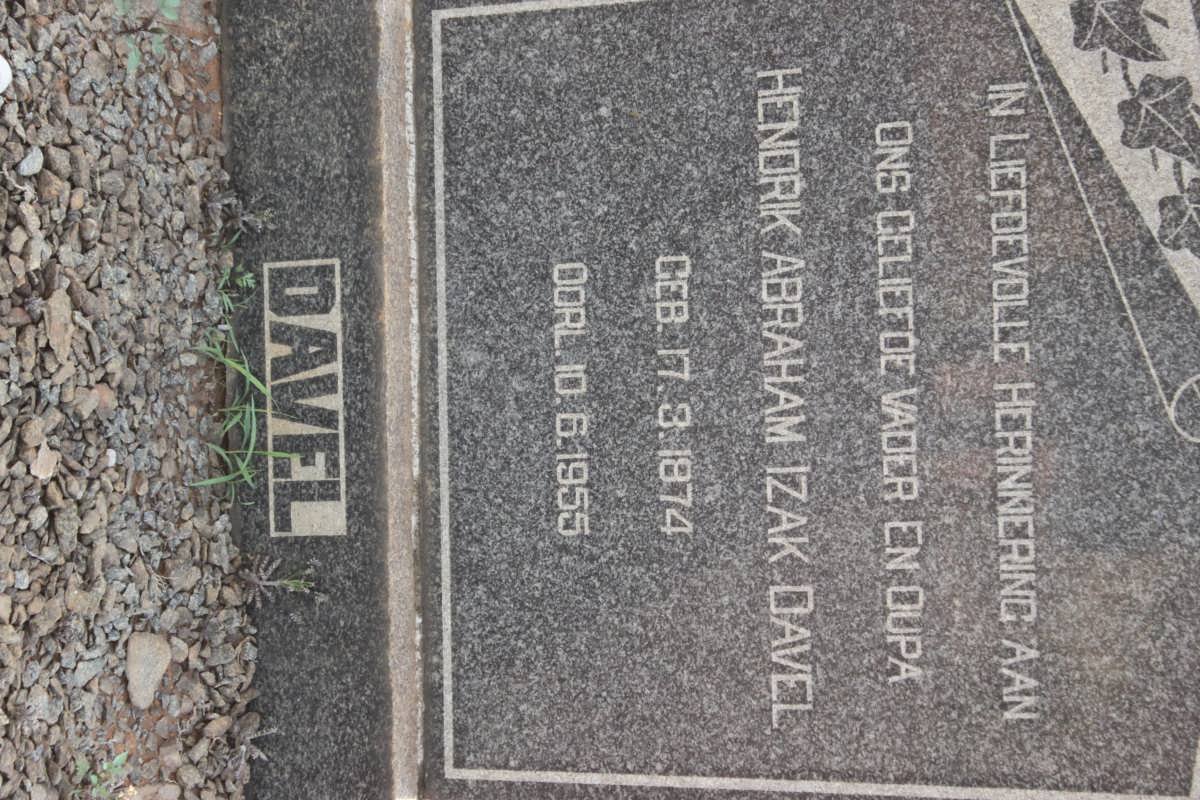 IN LIEFDEVOLLE HERINNERING AAN
ONS GELIEFDE VADER EN OUPA
HENDRIK ABRAHAM IZAK DAVEL
GEB. 17.3.1874
OORL. 10.6.1955
DAVEL